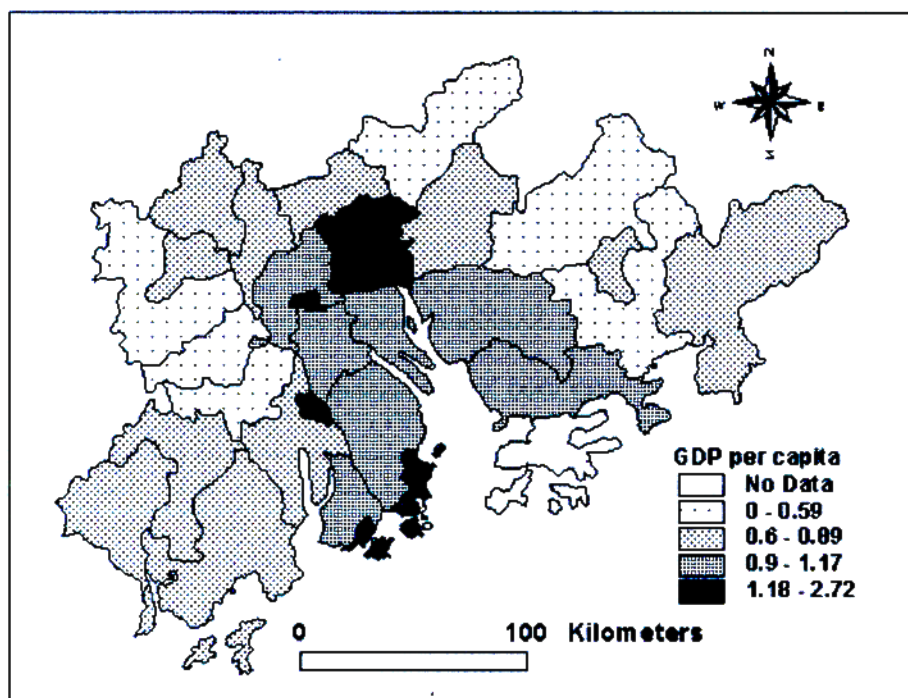 N
W
E
GDP per capita
No Data
0 - 0.59
0.6 - 0.89
0.9 - 1.17
1.18 - 2.72
0 100 Kilometers